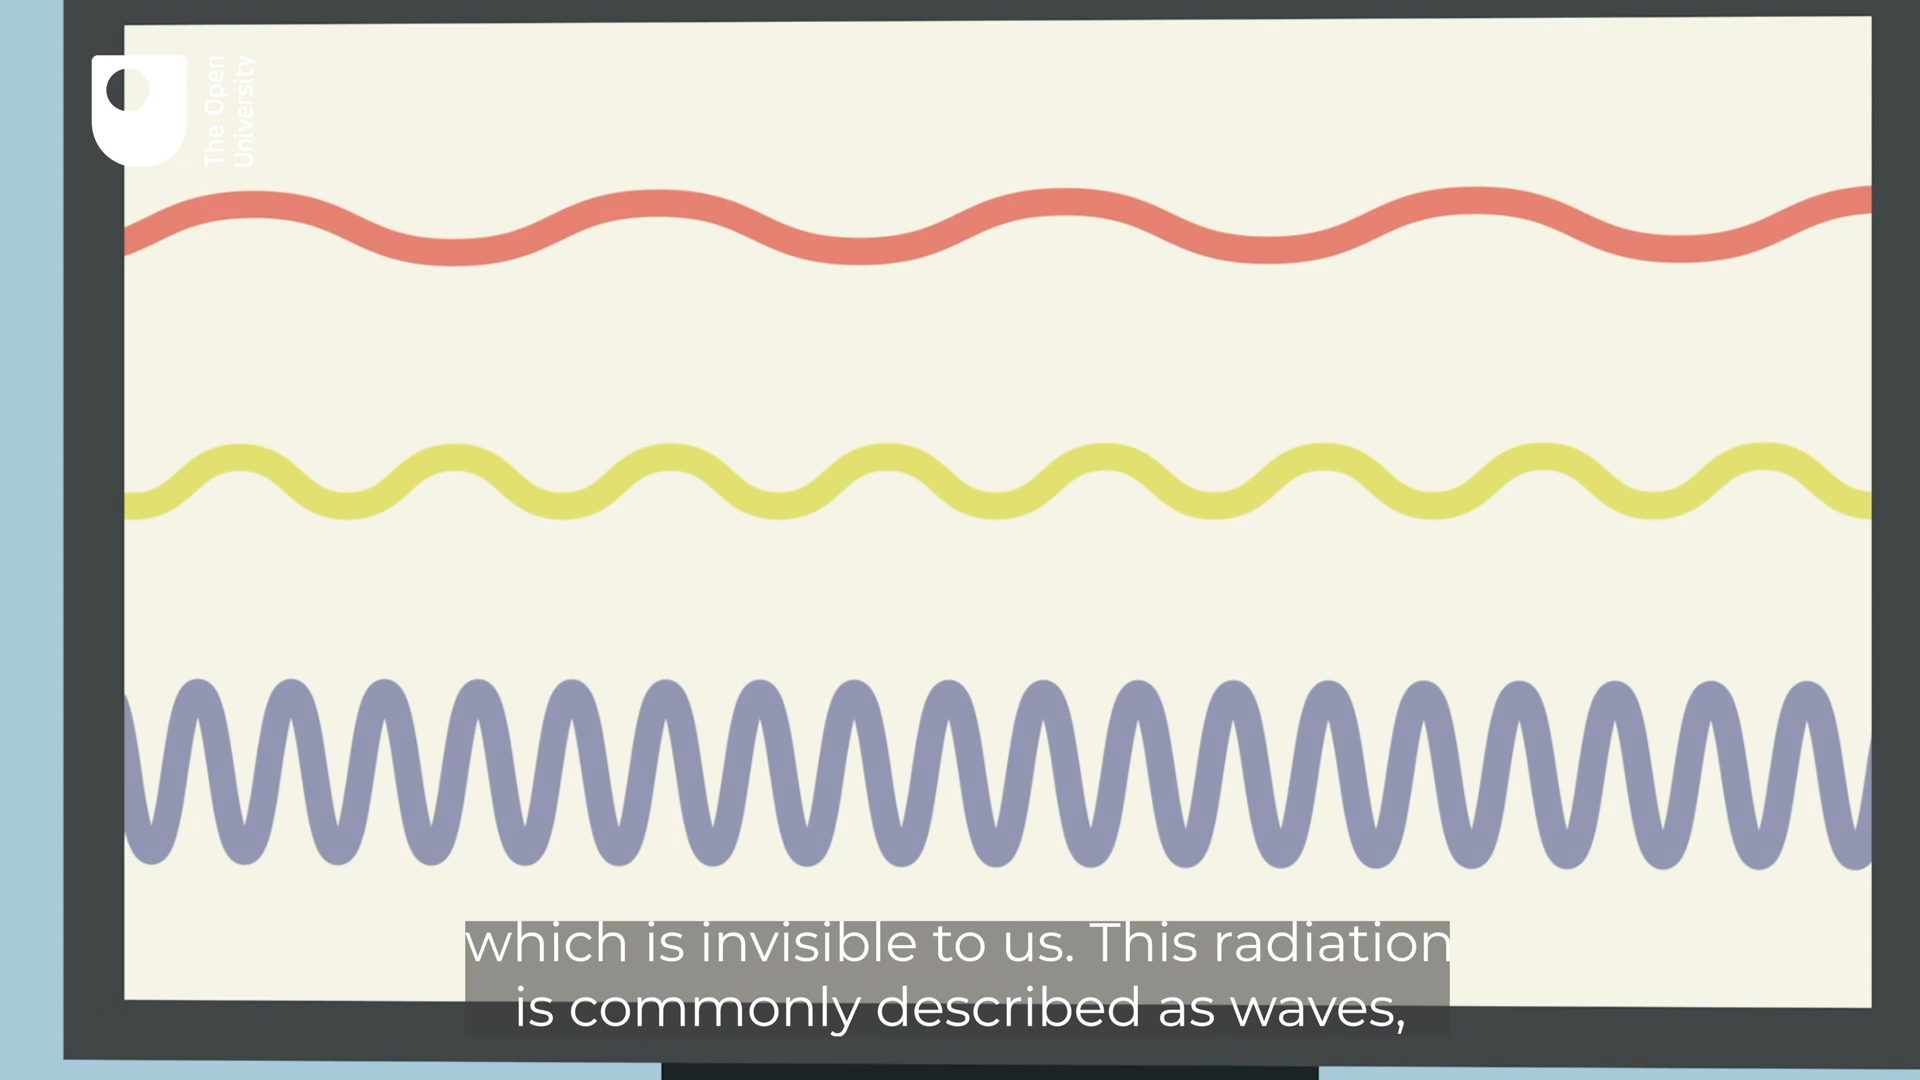 The Open
University
which is invisible to us. This radiation
is commonly described as waves,